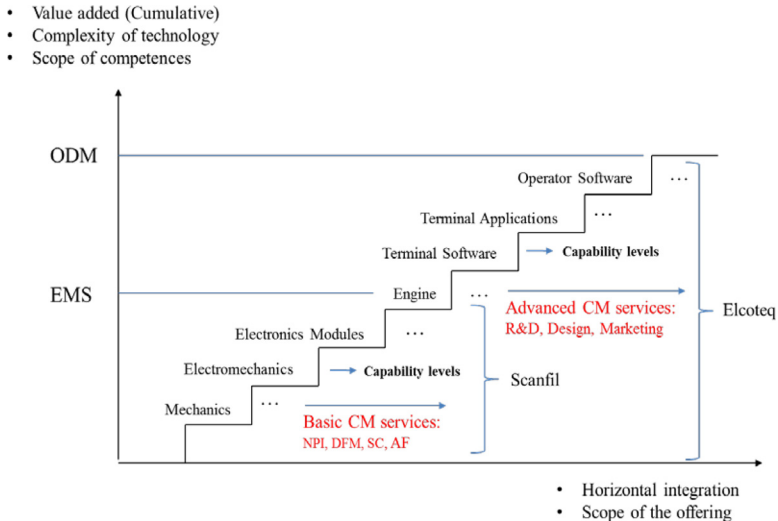 • Value added (Cumulative)
• Complexity of technology
• Scope of competences
ODM
Operator Software
...
...
Terminal Applications
Terminal Software
Capability levels
EMS
Engine
...
Advanced CM services:
R&D, Design, Marketing
Elcoteq
Electronics Modules
...
Electromechanics
Capability levels
Scanfil
Mechanics
...
Basic CM services:
NPI, DFM, SC, AF
• Horizontal integration
• Scope of the offering